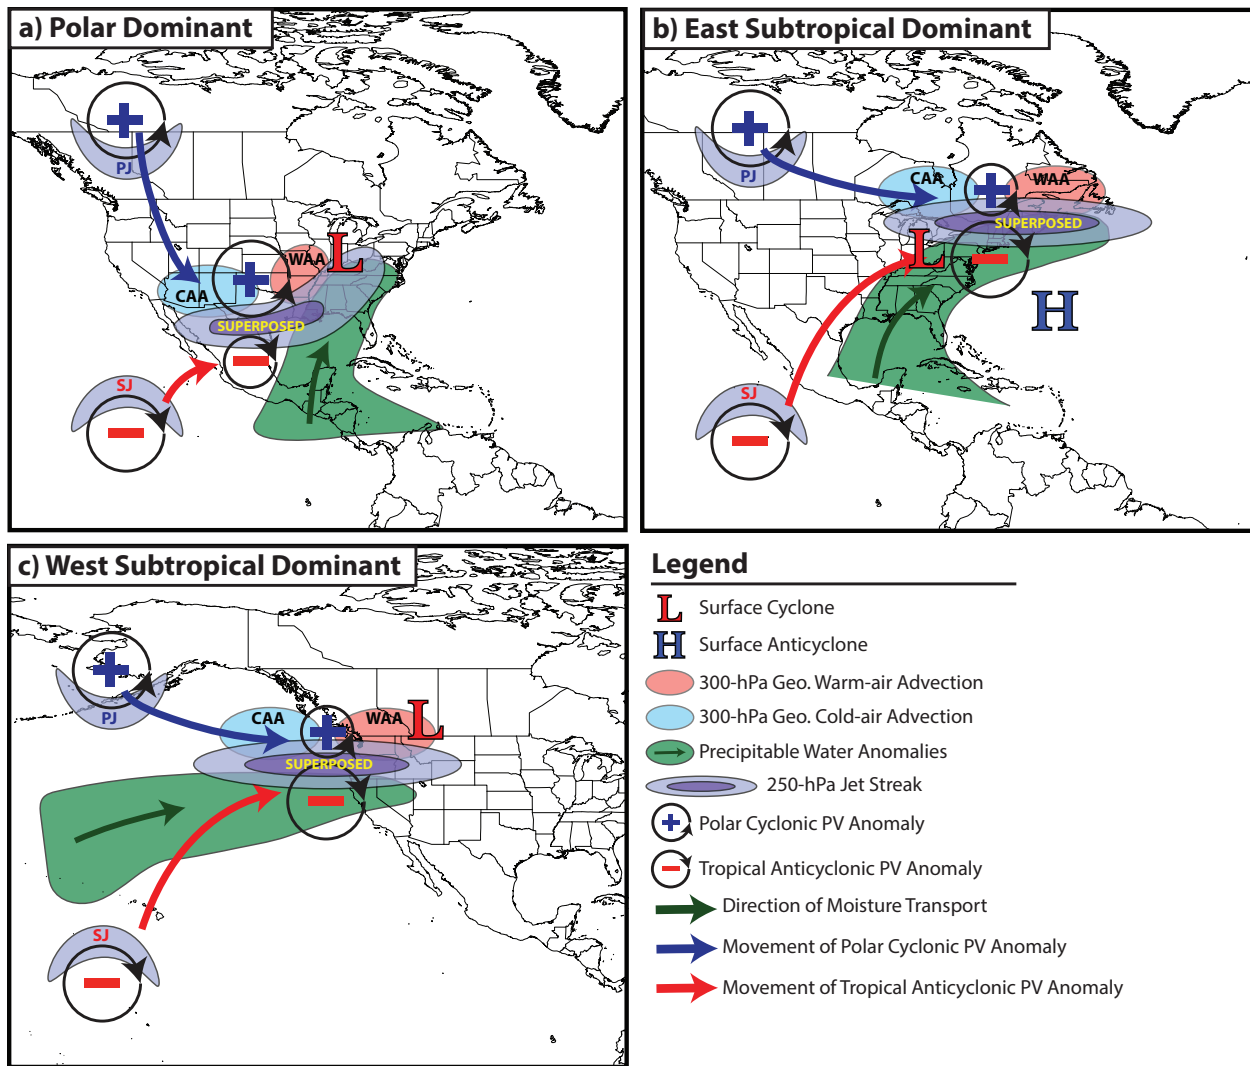 a) Polar Dominant
PJ
WAA
L
CAA
+
SUPERPOSED
SJ
b) East Subtropical Dominant
PJ
CAA
WAA
SUPERPOSED
L
H
SJ
c) West Subtropical Dominant
PJ
CAA
WAA
L
SUPERPOSED
SJ
Legend
L Surface Cyclone
H Surface Anticyclone
300-hPa Geo. Warm-air Advection
300-hPa Geo. Cold-air Advection
Precipitable Water Anomalies
250-hPa Jet Streak
Polar Cyclonic PV Anomaly
Tropical Anticyclonic PV Anomaly
Direction of Moisture Transport
Movement of Polar Cyclonic PV Anomaly
Movement of Tropical Anticyclonic PV Anomaly